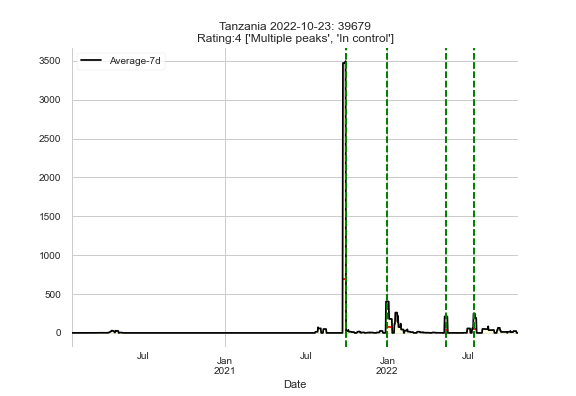 Tanzania 2022-10-23: 39679
Rating:4 ['Multiple peaks', 'In control']
Average-7d
3500
3000
2500
2000
1500
1000
500
0
Jul
Jan
2021
Jul
Jan
2022
Jul
Date